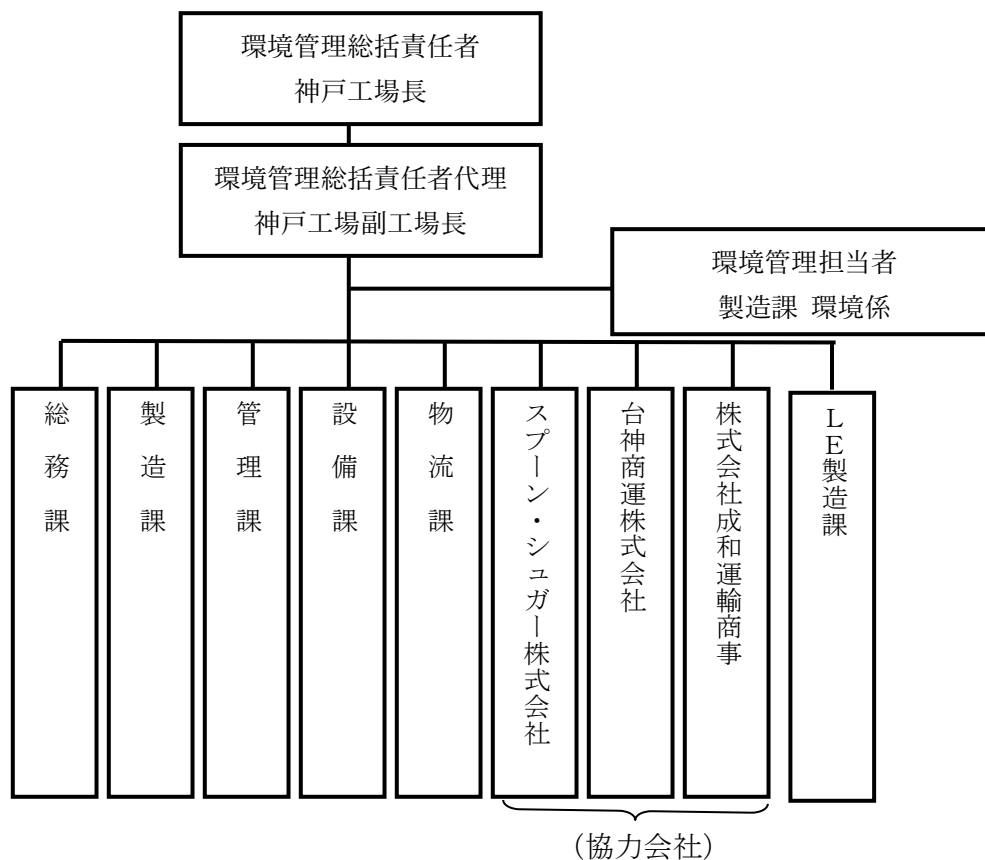 環境管理総括責任者
神戸工場長
環境管理総括責任者代理
神戸工場副工場長
環境管理担当者
製造課 環境係
総務課
製造課
管理課
設備課
物流課
スプーン・シュガー株式会社
台神商運株式会社
株式会社成和運輸商事
LE製造課
(協力会社)